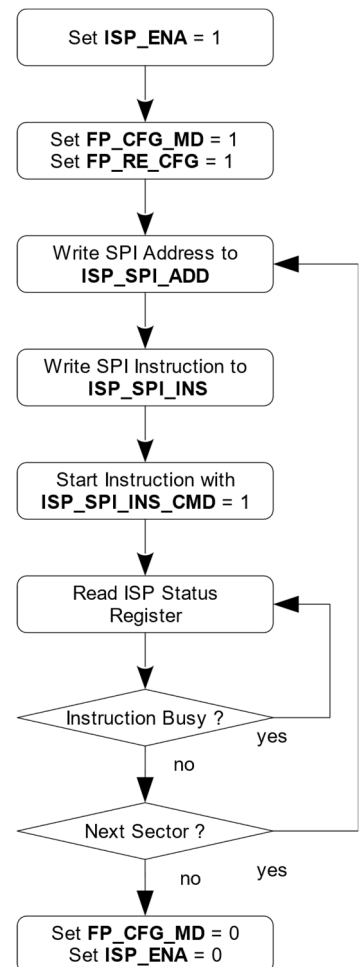 Set ISP_ENA = 1
Set FP_CFG_MD = 1
Set FP_RE_CFG = 1
Write SPI Address to
ISP_SPI_ADD
Write SPI Instruction to
ISP_SPI_INS
Start Instruction with
ISP_SPI_INS_CMD = 1
Read ISP Status
Register
Instruction Busy ?
yes
no
Next Sector ?
yes
no
Set FP_CFG_MD = 0
Set ISP_ENA = 0